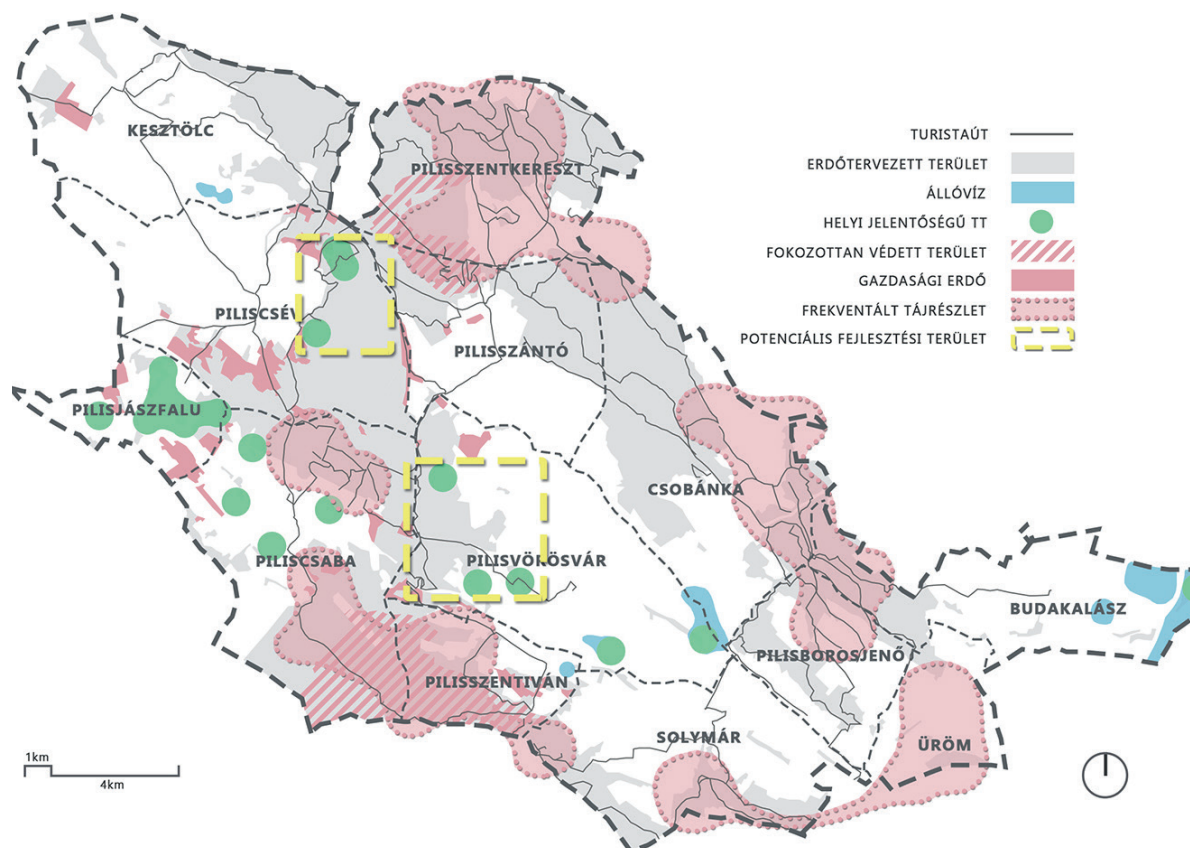 KESZTÖLC
PILISSZENTKERESZT
PILISCSÉV
PILISSZÁNTÓ
PILISJÁSZFALU
CSOBÁNKA
PILISCSABA
PILISVÖRÖSVÁR
BUDAKALÁSZ
PILISBOROSJENŐ
PILISSZENTIVÁN
SOLYMÁR
ÜRÖM
TURISTAÚT
ERDŐTERVEZETT TERÜLET
ÁLLÓVÍZ
HELYI JELENTŐSÉGŰ TT
FOKOZOTTAN VÉDETT TERÜLET
GAZDASÁGI ERDŐ
FREKVENTÁLT TÁJRÉSZLET
POTENCIÁLIS FEJLESZTÉSI TERÜLET
1km
4km